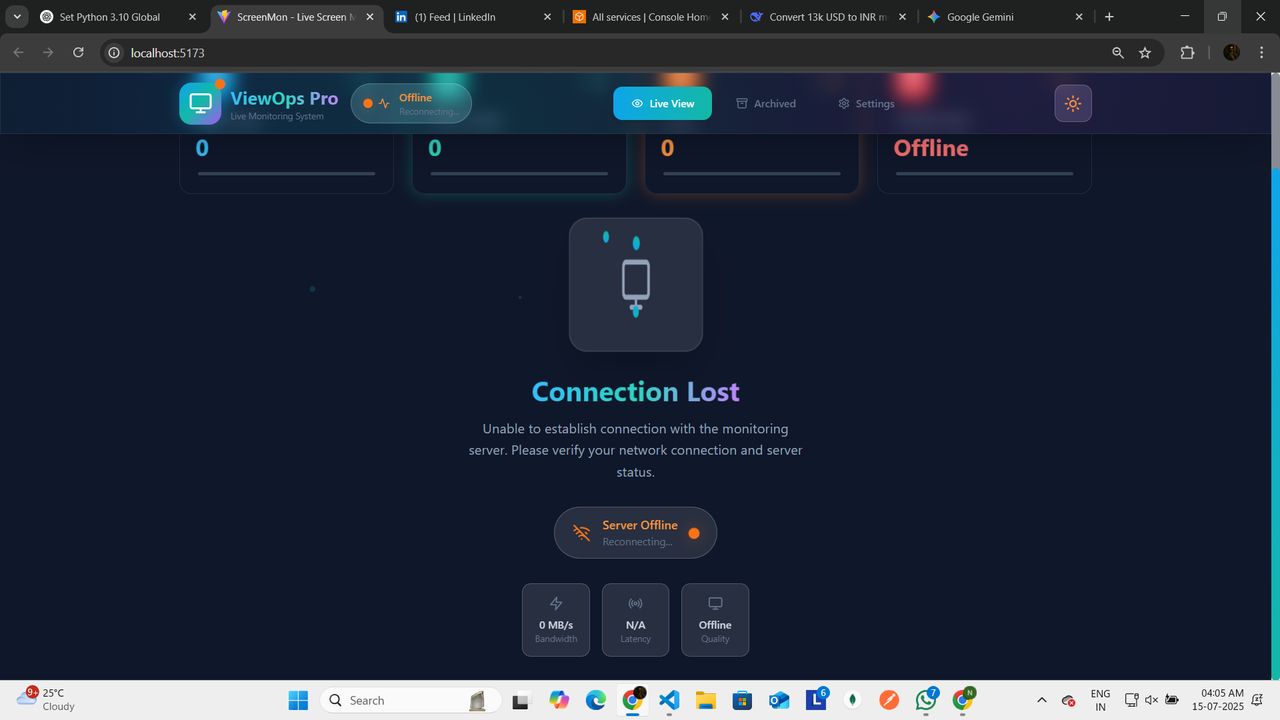 Set Python 3.10 Global
ScreenMon - Live Screen M
(1) Feed | LinkedIn
All services | Console Home
Convert 13k USD to INR m
Google Gemini
localhost:5173
ViewOps Pro
Live Monitoring System
Offline
Reconnecting...
Live View
Archived
Settings
0
0
0
Offline
Connection Lost
Unable to establish connection with the monitoring
server. Please verify your network connection and server
status.
Server Offline
Reconnecting...
0 MB/s
Bandwidth
N/A
Latency
Offline
Quality
9+
25°C
Cloudy
Search
L
6
7
N
ENG
IN
04:05 AM
15-07-2025